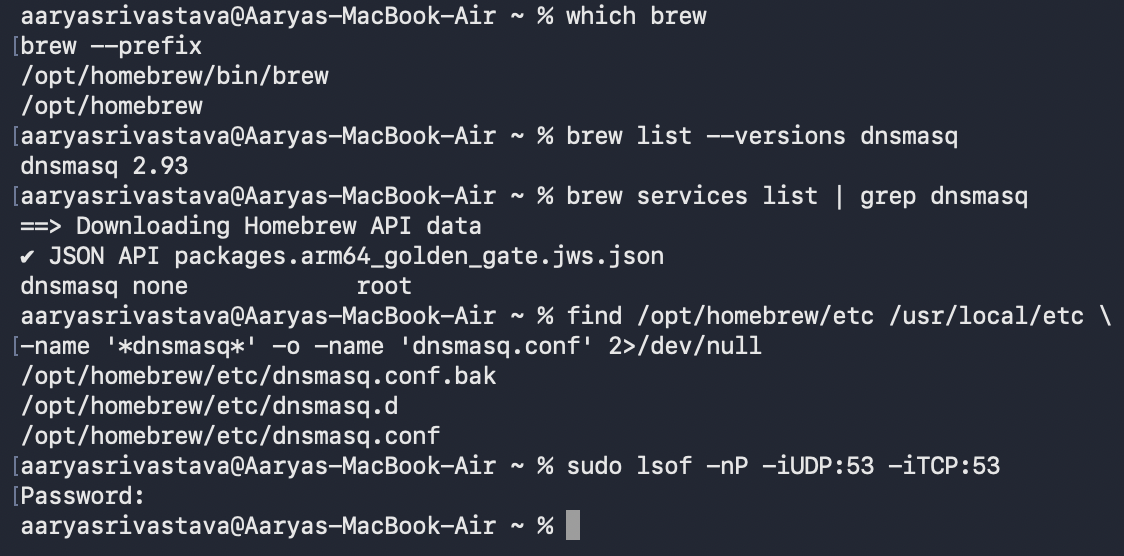 aaryasrivastava@Aaryas-MacBook-Air ~ % which brew
[brew --prefix
/opt/homebrew/bin/brew
/opt/homebrew
[aaryasrivastava@Aaryas-MacBook-Air ~ % brew list --versions dnsmasq
dnsmasq 2.93
[aaryasrivastava@Aaryas-MacBook-Air ~ % brew services list | grep dnsmasq
==> Downloading Homebrew API data
✔ JSON API packages.arm64_golden_gate.jws.json
dnsmasq none            root
aaryasrivastava@Aaryas-MacBook-Air ~ % find /opt/homebrew/etc /usr/local/etc \
[-name '*dnsmasq*' -o -name 'dnsmasq.conf' 2>/dev/null
/opt/homebrew/etc/dnsmasq.conf.bak
/opt/homebrew/etc/dnsmasq.d
/opt/homebrew/etc/dnsmasq.conf
[aaryasrivastava@Aaryas-MacBook-Air ~ % sudo lsof -nP -iUDP:53 -iTCP:53
[Password:
aaryasrivastava@Aaryas-MacBook-Air ~ %